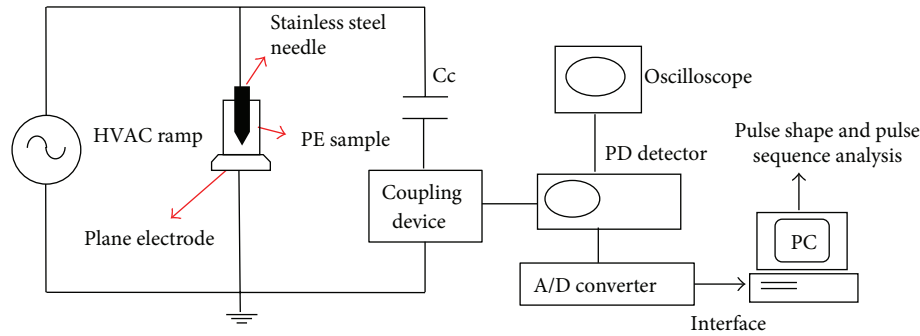 Stainless steel
needle
Cc
Oscilloscope
HVAC ramp
PE sample
PD detector
Pulse shape and pulse
sequence analysis
Coupling
device
Plane electrode
PC
A/D converter
Interface